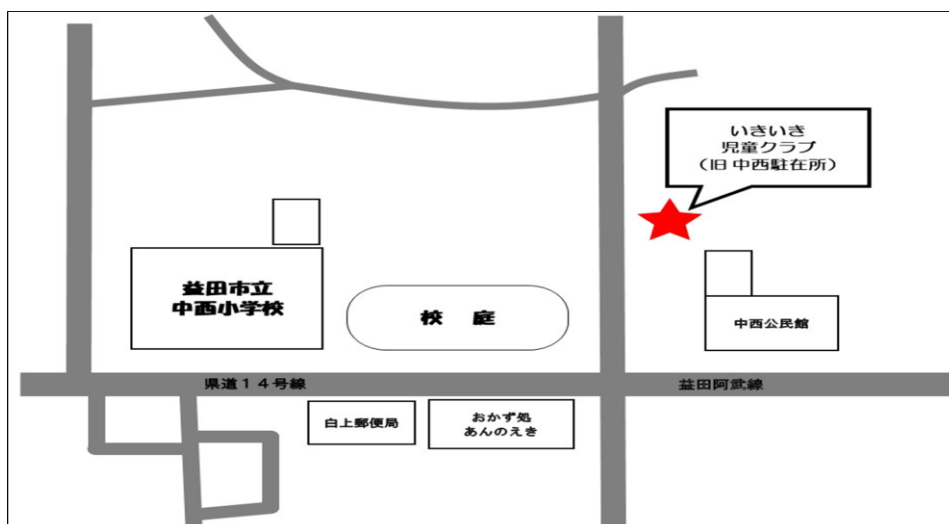 いきいき
児童クラブ
（旧 中西駐在所）
益田市立
中西小学校
校 庭
中西公民館
県道１４号線
益田阿武線
白上郵便局
おかず処
あんのえき